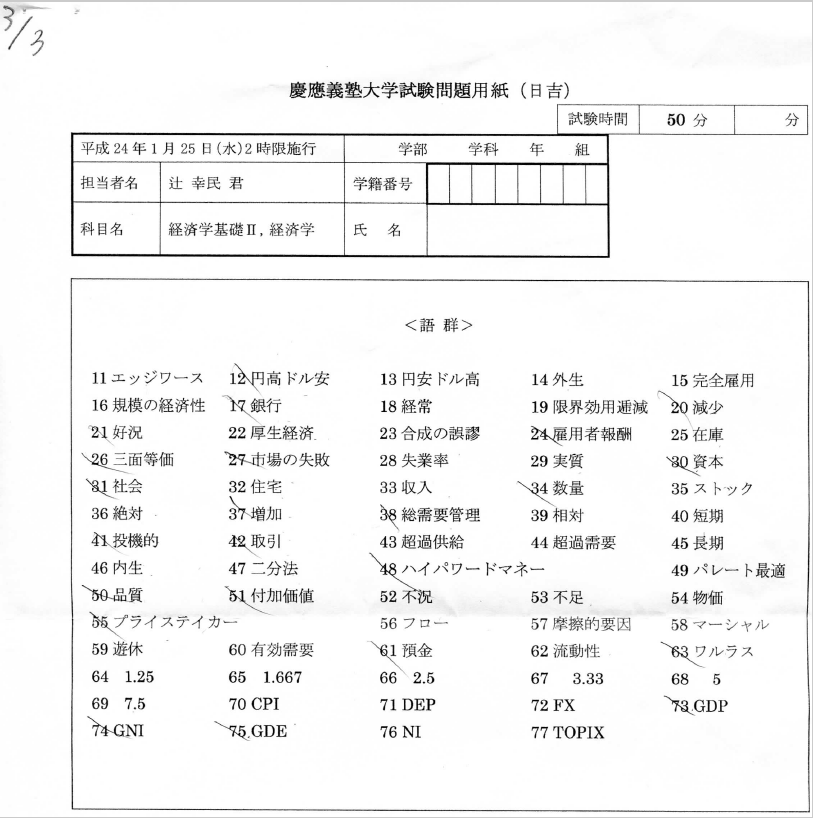 3/3
慶應義塾大学試験問題用紙（日吉）
試験時間 50 分 分
平成 24 年 1 月 25 日(水)2 時限施行 学部 学科 年 組
担当者名 辻 幸民 君 学籍番号
科目名 経済学基礎Ⅱ, 経済学 氏 名
＜語 群＞
11 エッジワース 12 円高ドル安 13 円安ドル高 14 外生 15 完全雇用
16 規模の経済性 17 銀行 18 経常 19 限界効用逓減 20 減少
21 好況 22 厚生経済 23 合成の誤謬 24 雇用者報酬 25 在庫
26 三面等価 27 市場の失敗 28 失業率 29 実質 30 資本
31 社会 32 住宅 33 収入 34 数量 35 ストック
36 絶対 37 増加 38 総需要管理 39 相対 40 短期
41 投機的 42 取引 43 超過供給 44 超過需要 45 長期
46 内生 47 二分法 48 ハイパワードマネー 49 パレート最適
50 品質 51 付加価値 52 不況 53 不足 54 物価
55 プライステイカー 56 フロー 57 摩擦的要因 58 マーシャル
59 遊休 60 有効需要 61 預金 62 流動性 63 ワルラス
64 1.25 65 1.667 66 2.5 67 3.33 68 5
69 7.5 70 CPI 71 DEP 72 FX 73 GDP
74 GNI 75 GDE 76 NI 77 TOPIX